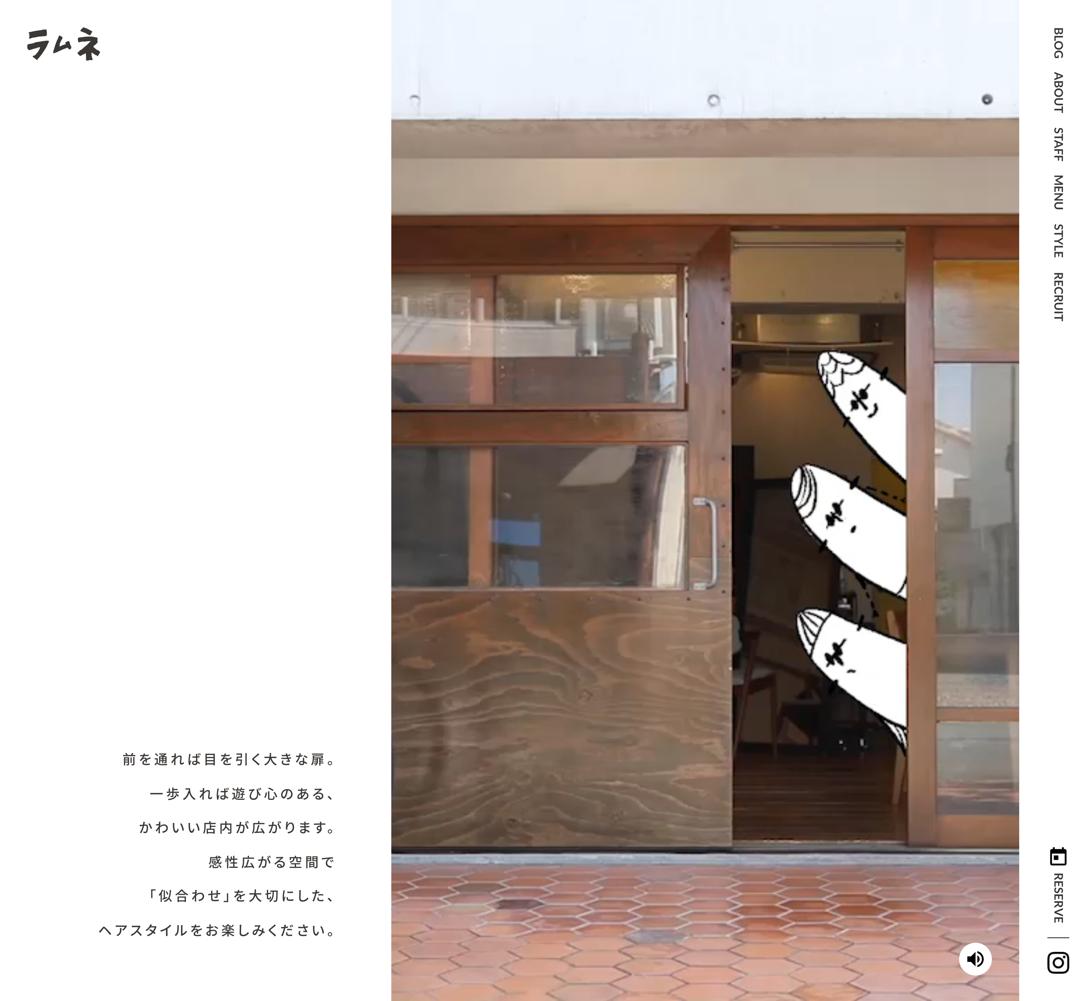 ラムネ
前を通れば目を引く大きな扉。
一歩入れば遊び心のある、
かわいい店内が広がります。
感性広がる空間で
「似合わせ」を大切にした、
ヘアスタイルをお楽しみください。
BLOG
ABOUT
STAFF
MENU
STYLE
RECRUIT
RESERVE